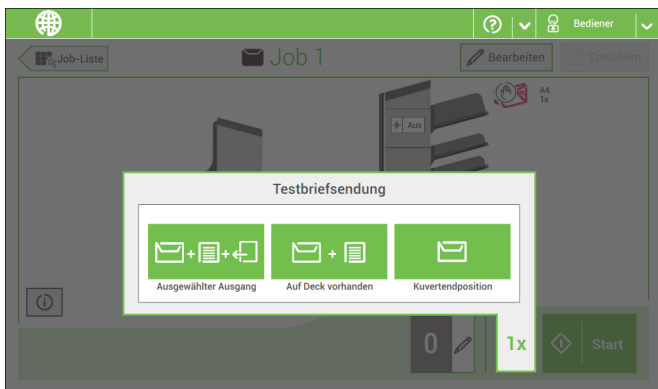 Bediener
Job-Liste
Job 1
Bearbeiten
Speichern
A4
1x
Aus
Testbriefsendung
Ausgewählter Ausgang
Auf Deck vorhanden
Kuvertendposition
0
1x
Start